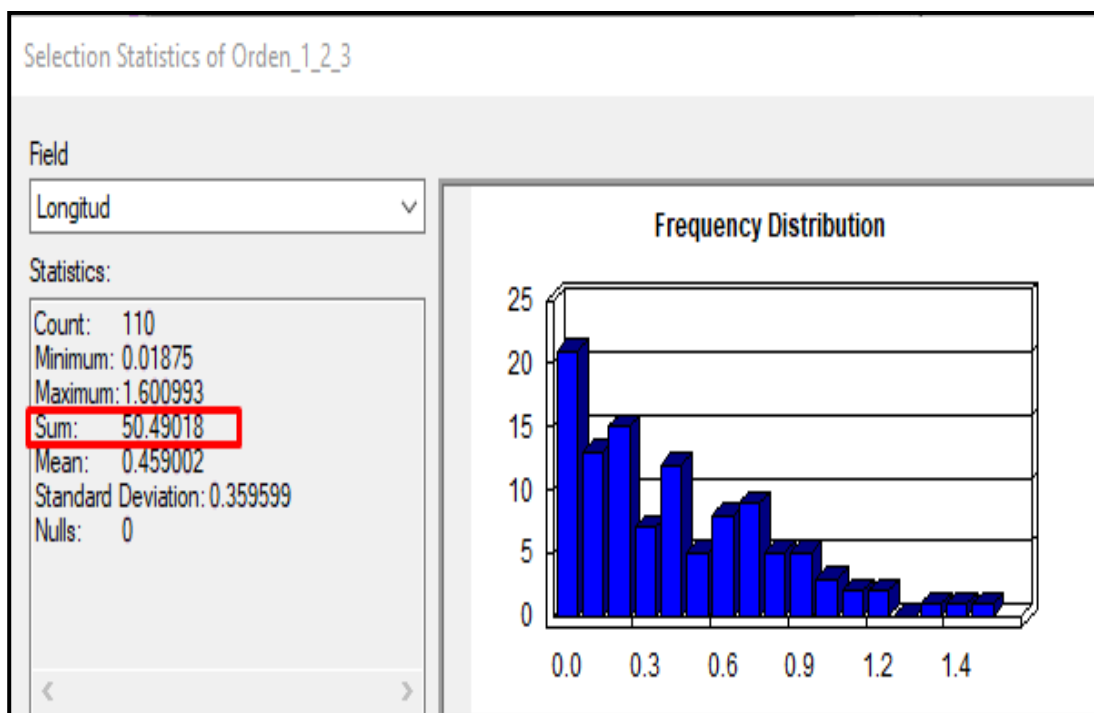 Selection Statistics of Orden_1_2_3
Field
Longitud
Statistics:
Count: 110
Minimum: 0.01875
Maximum: 1.600993
Sum: 50.49018
Mean: 0.459002
Standard Deviation: 0.359599
Nulls: 0
Frequency Distribution
25
20
15
10
5
0
0.0 0.3 0.6 0.9 1.2 1.4